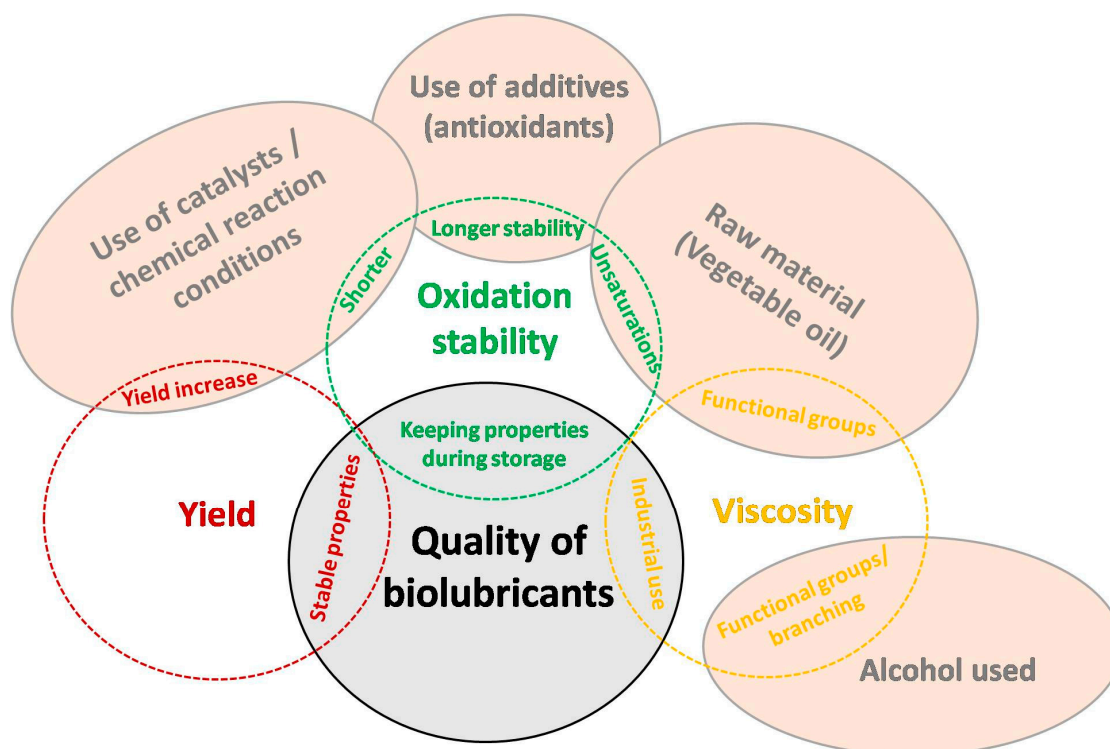 Use of additives
(antioxidants)
Use of catalysts /
chemical reaction
conditions
Raw material
(Vegetable oil)
Longer stability
Shorter
Unsaturations
Oxidation
stability
Yield increase
Functional groups
Keeping properties
during storage
Stable properties
Industrial use
Yield
Viscosity
Quality of
biolubricants
Functional groups/
branching
Alcohol used